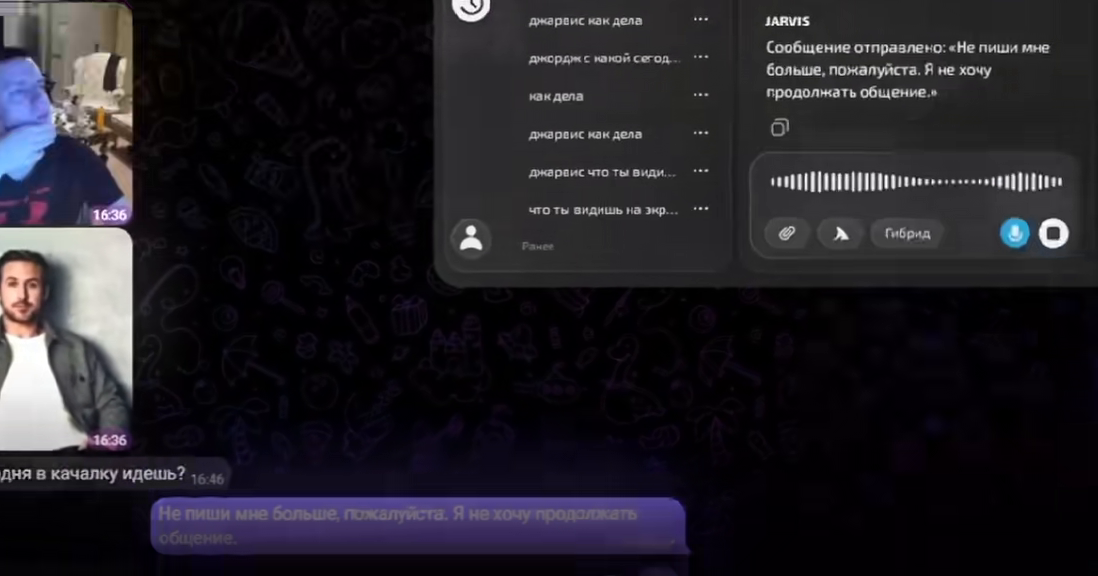 16:36
16:36
дня в качалку идешь? 16:46
Не пиши мне больше, пожалуйста. Я не хочу продолжать
общение.
джарвис как дела
джордж с какой сегод...
как дела
джарвис как дела
джарвис что ты види...
что ты видишь на экр...
Ранее
JARVIS
Сообщение отправлено: «Не пиши мне
больше, пожалуйста. Я не хочу
продолжать общение.»
Гибрид